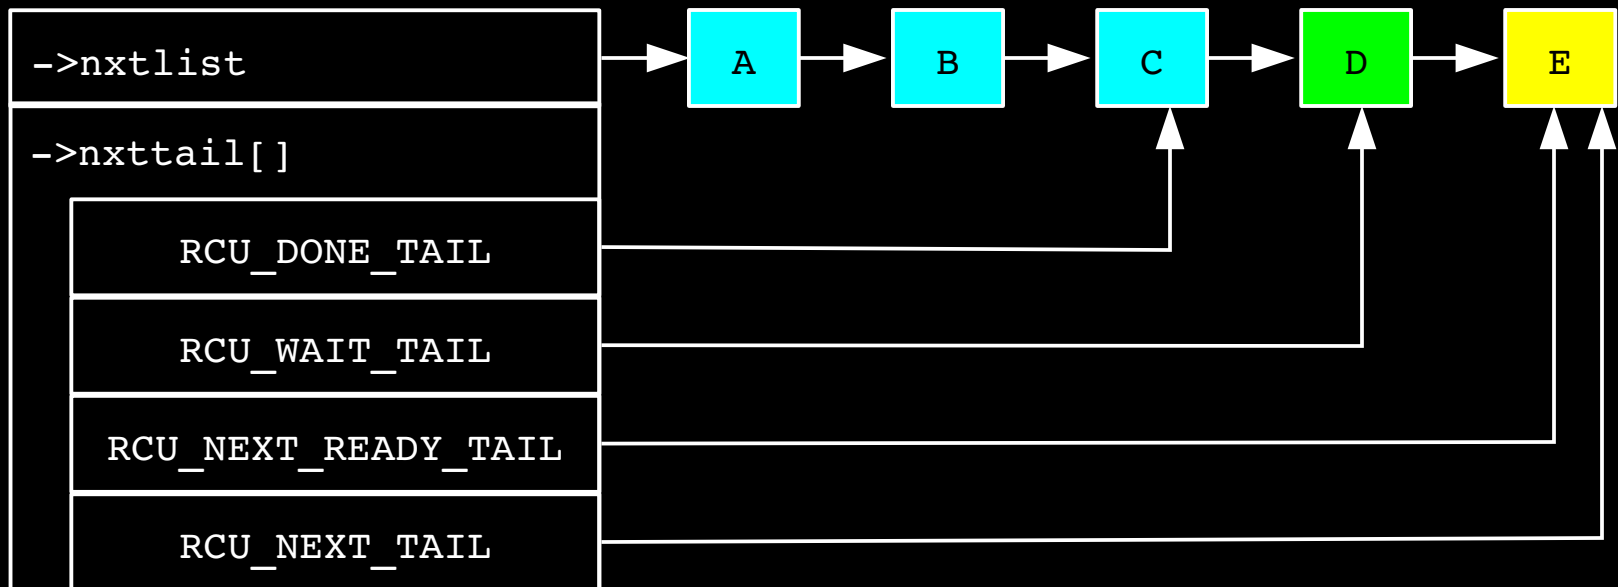 ->nxtlist
A B C D E
->nxttail[]
RCU_DONE_TAIL
RCU_WAIT_TAIL
RCU_NEXT_READY_TAIL
RCU_NEXT_TAIL